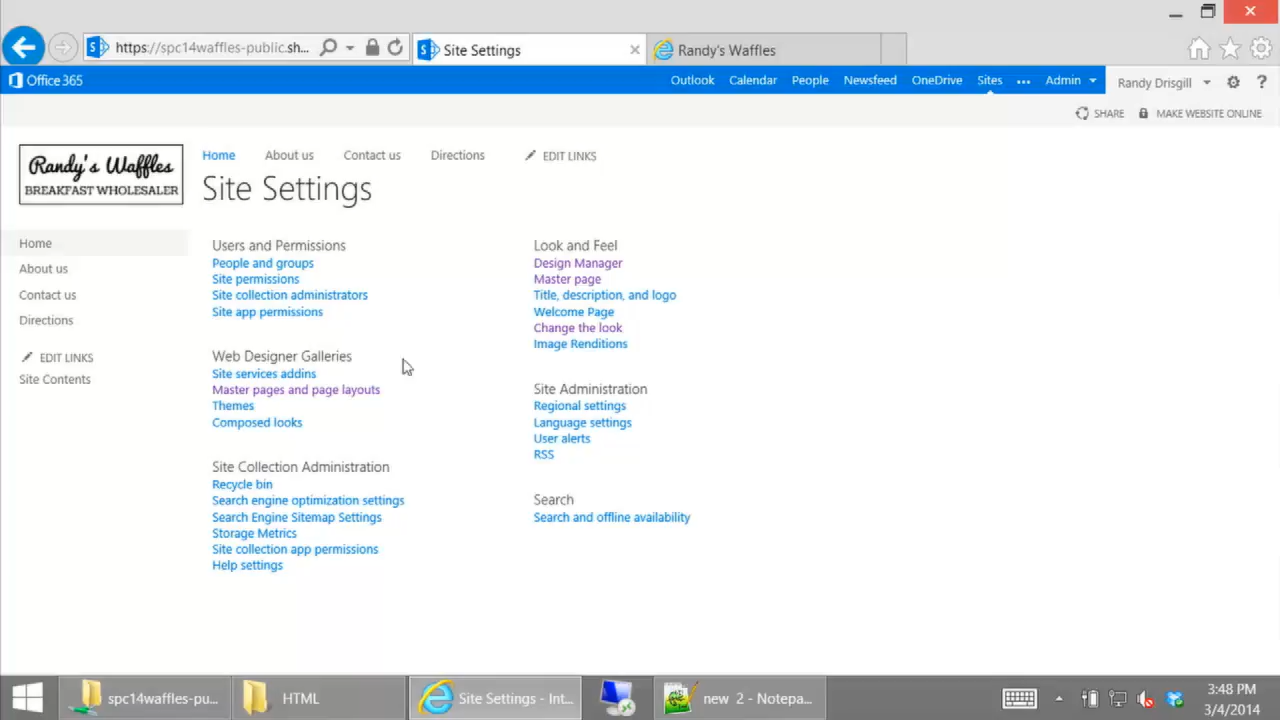 https://spc14waffles-public.sh...
Site Settings
Randy's Waffles
Office 365
Outlook
Calendar
People
Newsfeed
OneDrive
Sites
Admin
Randy Drisgill
?
SHARE
MAKE WEBSITE ONLINE
Randy's Waffles
BREAKFAST WHOLESALER
Home
About us
Contact us
Directions
EDIT LINKS
Site Settings
Home
About us
Contact us
Directions
EDIT LINKS
Site Contents
Users and Permissions
People and groups
Site permissions
Site collection administrators
Site app permissions
Web Designer Galleries
Site services addins
Master pages and page layouts
Themes
Composed looks
Site Collection Administration
Recycle bin
Search engine optimization settings
Search Engine Sitemap Settings
Storage Metrics
Site collection app permissions
Help settings
Look and Feel
Design Manager
Master page
Title, description, and logo
Welcome Page
Change the look
Image Renditions
Site Administration
Regional settings
Language settings
User alerts
RSS
Search
Search and offline availability
spc14waffles-pu...
HTML
Site Settings - Int...
new 2 - Notepa...
3:48 PM
3/4/2014